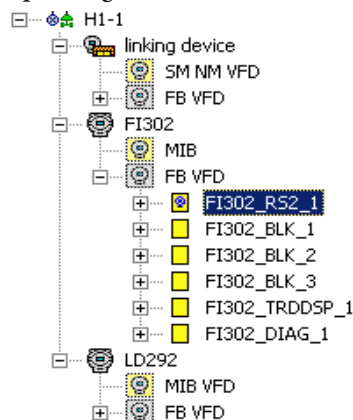 H1-1
linking device
SM NM VFD
FB VFD
FI302
MIB
FB VFD
FI302_RS2_1
FI302_BLK_1
FI302_BLK_2
FI302_BLK_3
FI302_TRDDSP_1
FI302_DIAG_1
LD292
MIB VFD
FB VFD